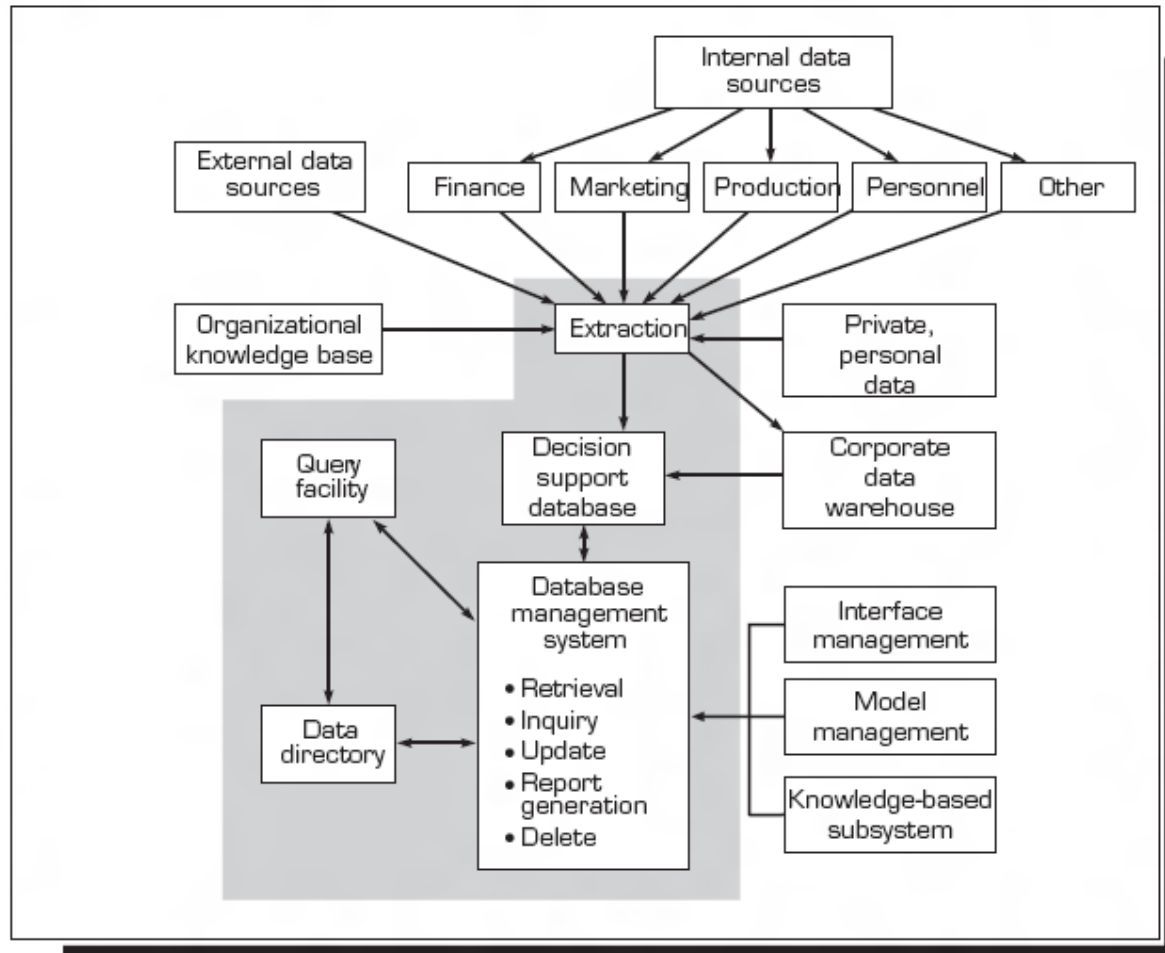 Internal data
sources
External data
sources
Finance
Marketing
Production
Personnel
Other
Organizational
knowledge base
Extraction
Private,
personal
data
Query
facility
Decision
support
database
Corporate
data
warehouse
Database
management
system
• Retrieval
• Inquiry
• Update
• Report
generation
• Delete
Data
directory
Interface
management
Model
management
Knowledge-based
subsystem